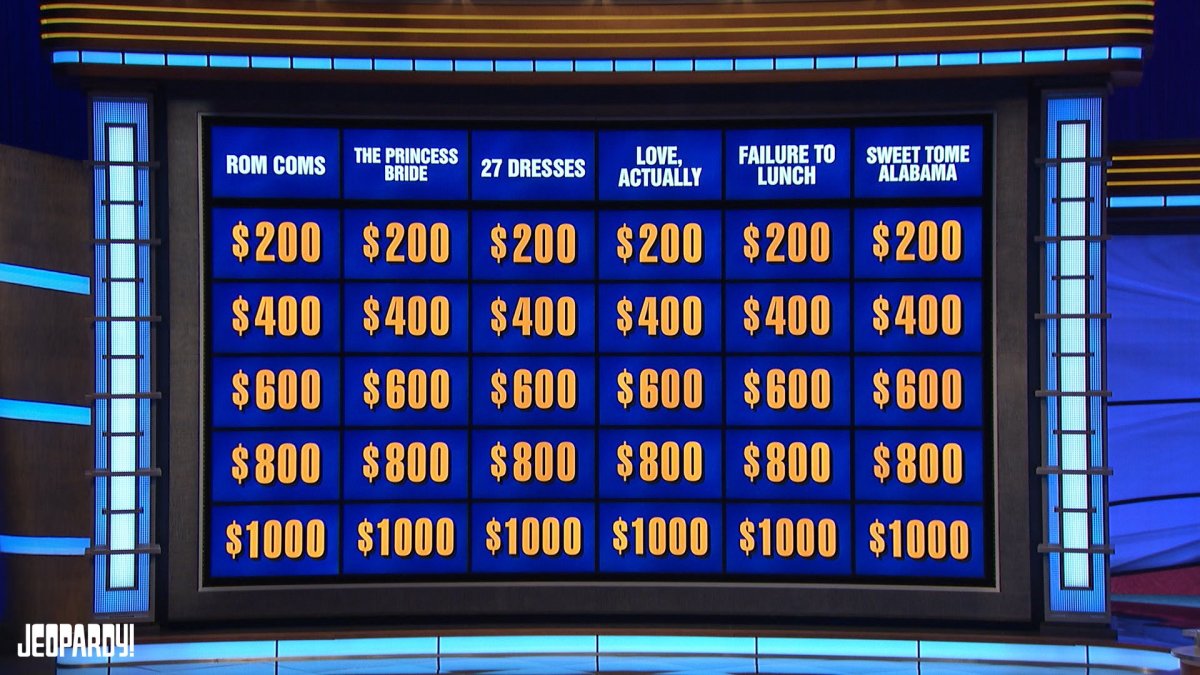 ROM COMS
THE PRINCESS
BRIDE
27 DRESSES
LOVE,
ACTUALLY
FAILURE TO
LUNCH
SWEET TOME
ALABAMA
$200 $200 $200 $200 $200 $200
$400 $400 $400 $400 $400 $400
$600 $600 $600 $600 $600 $600
$800 $800 $800 $800 $800 $800
$1000 $1000 $1000 $1000 $1000 $1000
JEOPARDY!